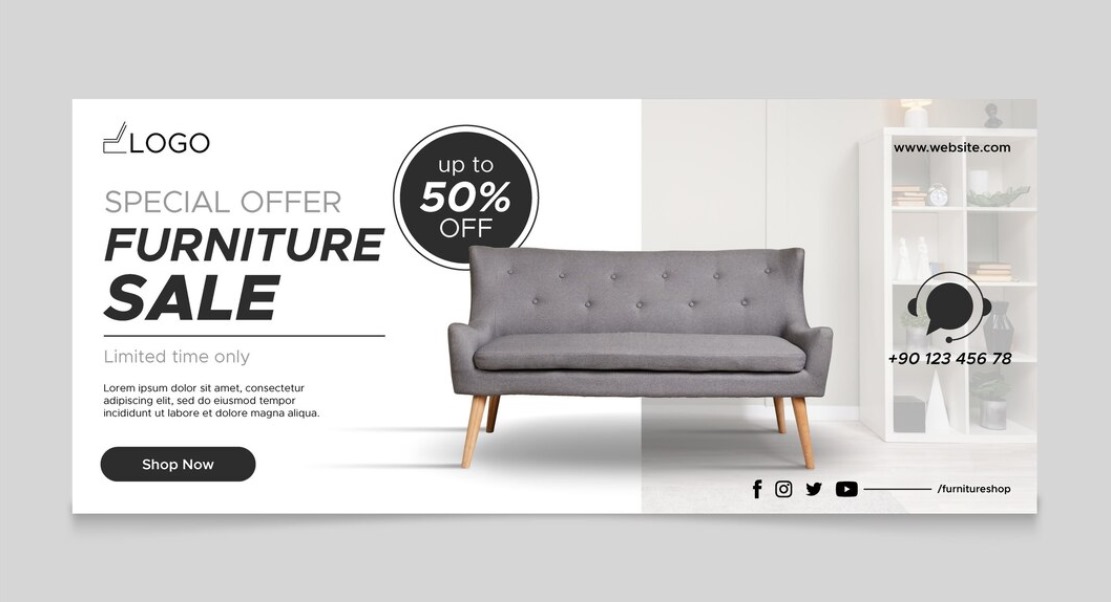 LOGO
SPECIAL OFFER
FURNITURE
SALE
Limited time only
Lorem ipsum dolor sit amet, consectetur
adipiscing elit, sed do eiusmod tempor
incididunt ut labore et dolore magna aliqua.
Shop Now
up to
50%
OFF
www.website.com
+90 123 456 78
/furnitureshop